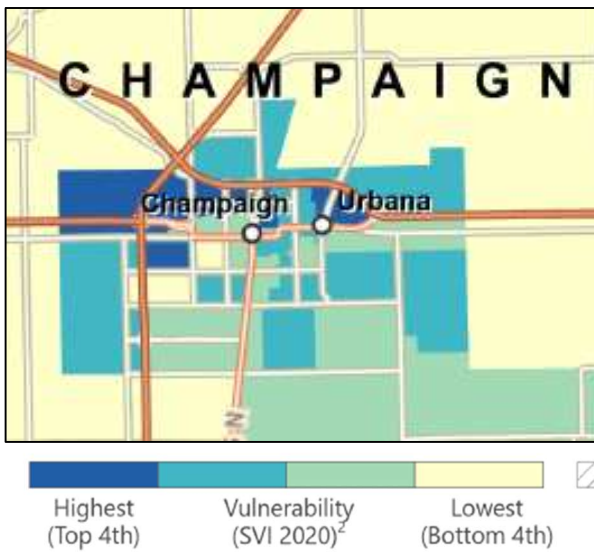 CHAMPAIGN
Champaign
Urbana
Highest Vulnerability Lowest
(Top 4th) (SVI 2020)2 (Bottom 4th)